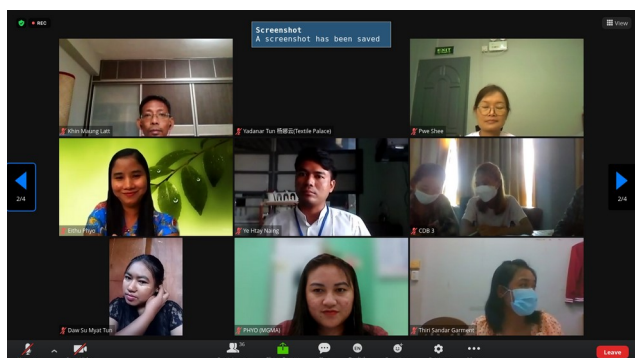 REC
Screenshot
A screenshot has been saved
View
EXIT
Khin Maung Latt
Yadanar Tun 杨娜云(Textile Palace)
Pwe Shee
2/4
2/4
Eithu Phyo
Ye Htay Naing
CDB 3
Daw Su Myat Tun
PHYO (MGMA)
Thiri Sandar Garment
36
Leave